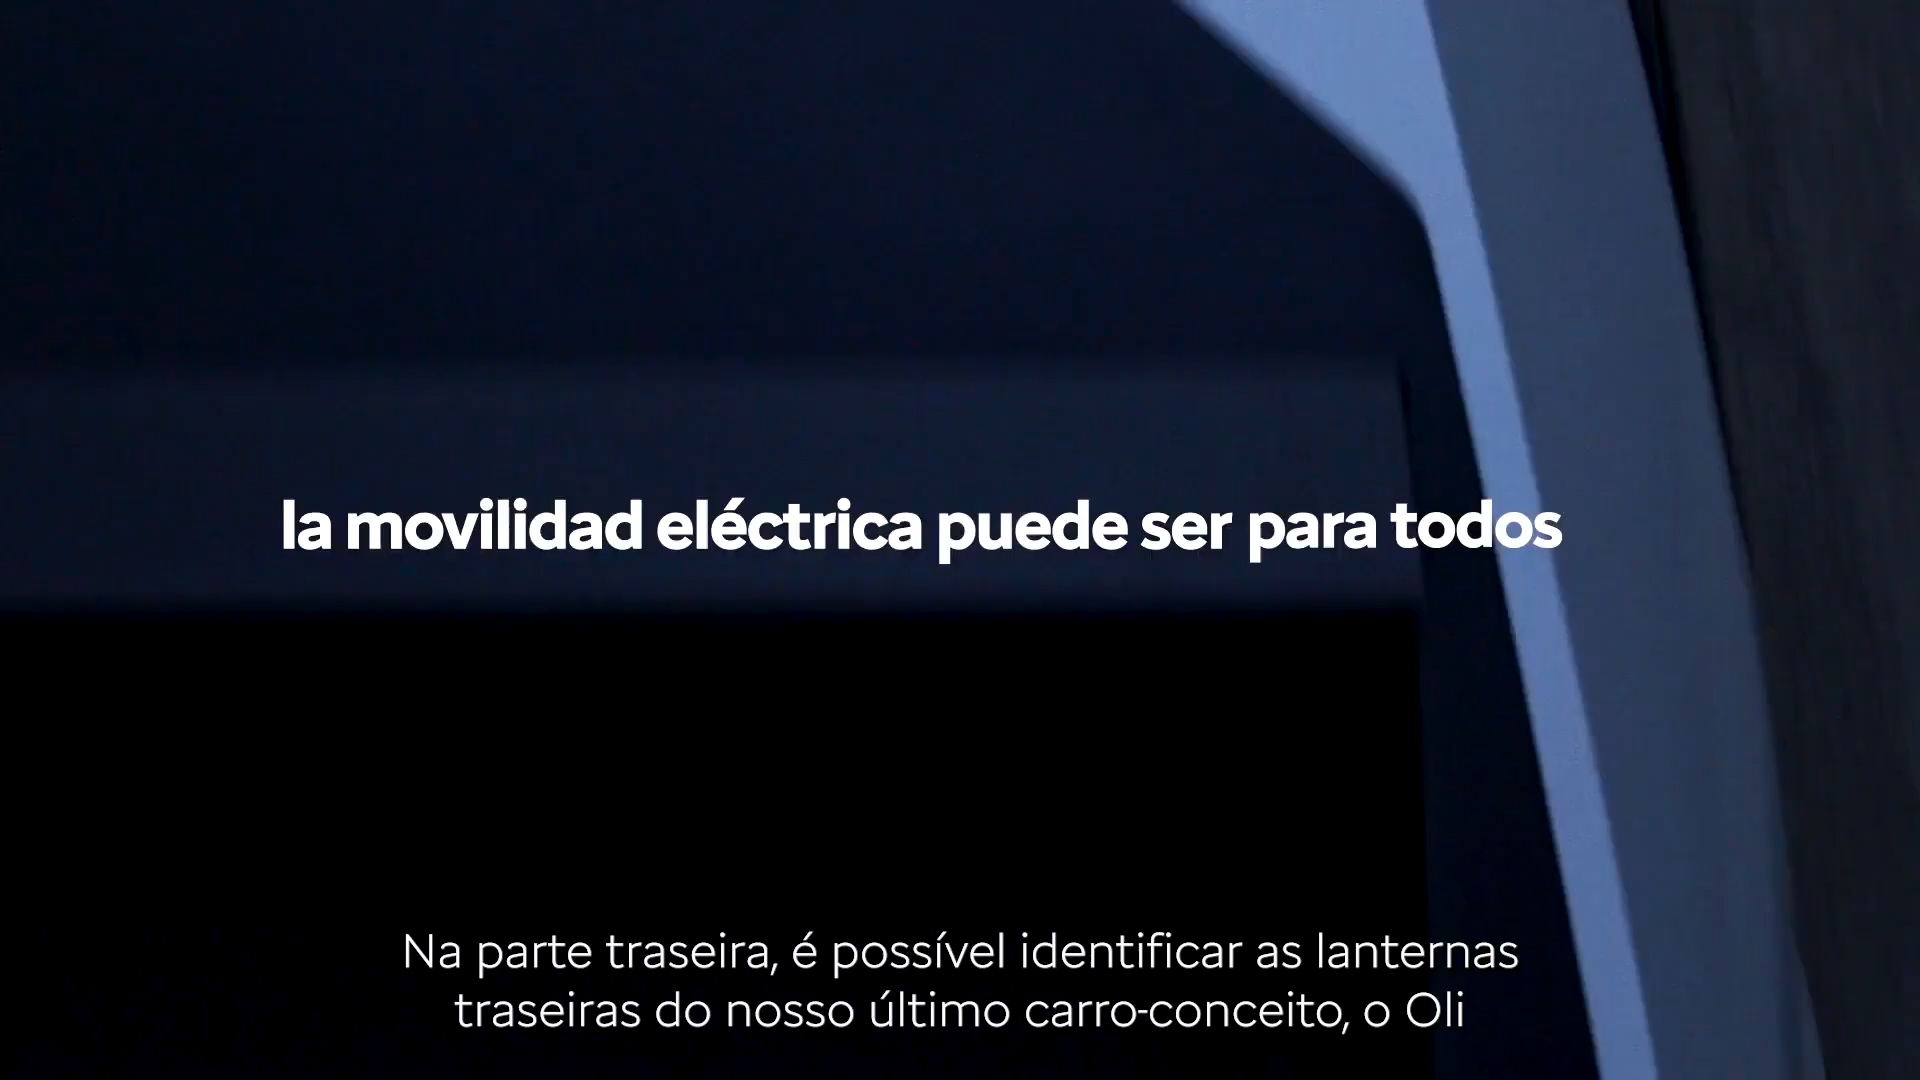 la movilidad eléctrica puede ser para todos
Na parte traseira, é possível identificar as lanternas
traseiras do nosso último carro-conceito, o Oli